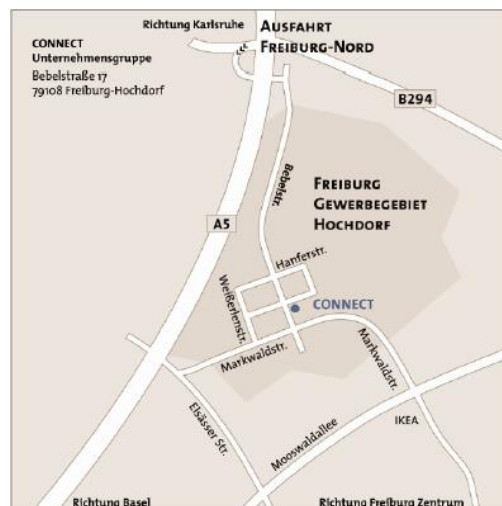 Richtung Karlsruhe
AUSFAHRT
FREIBURG-NORD
CONNECT
Unternehmensgruppe
Bebelstraße 17
79108 Freiburg-Hochdorf
B294
Bebelstr.
FREIBURG
GEWERBEGEBIET
HOCHDORF
A5
Hanferstr.
Weißerlenstr.
CONNECT
Markwaldstr.
Markwaldstr.
Elsässer Str.
Mooswaldallee
IKEA
Richtung Basel
Richtung Freiburg Zentrum